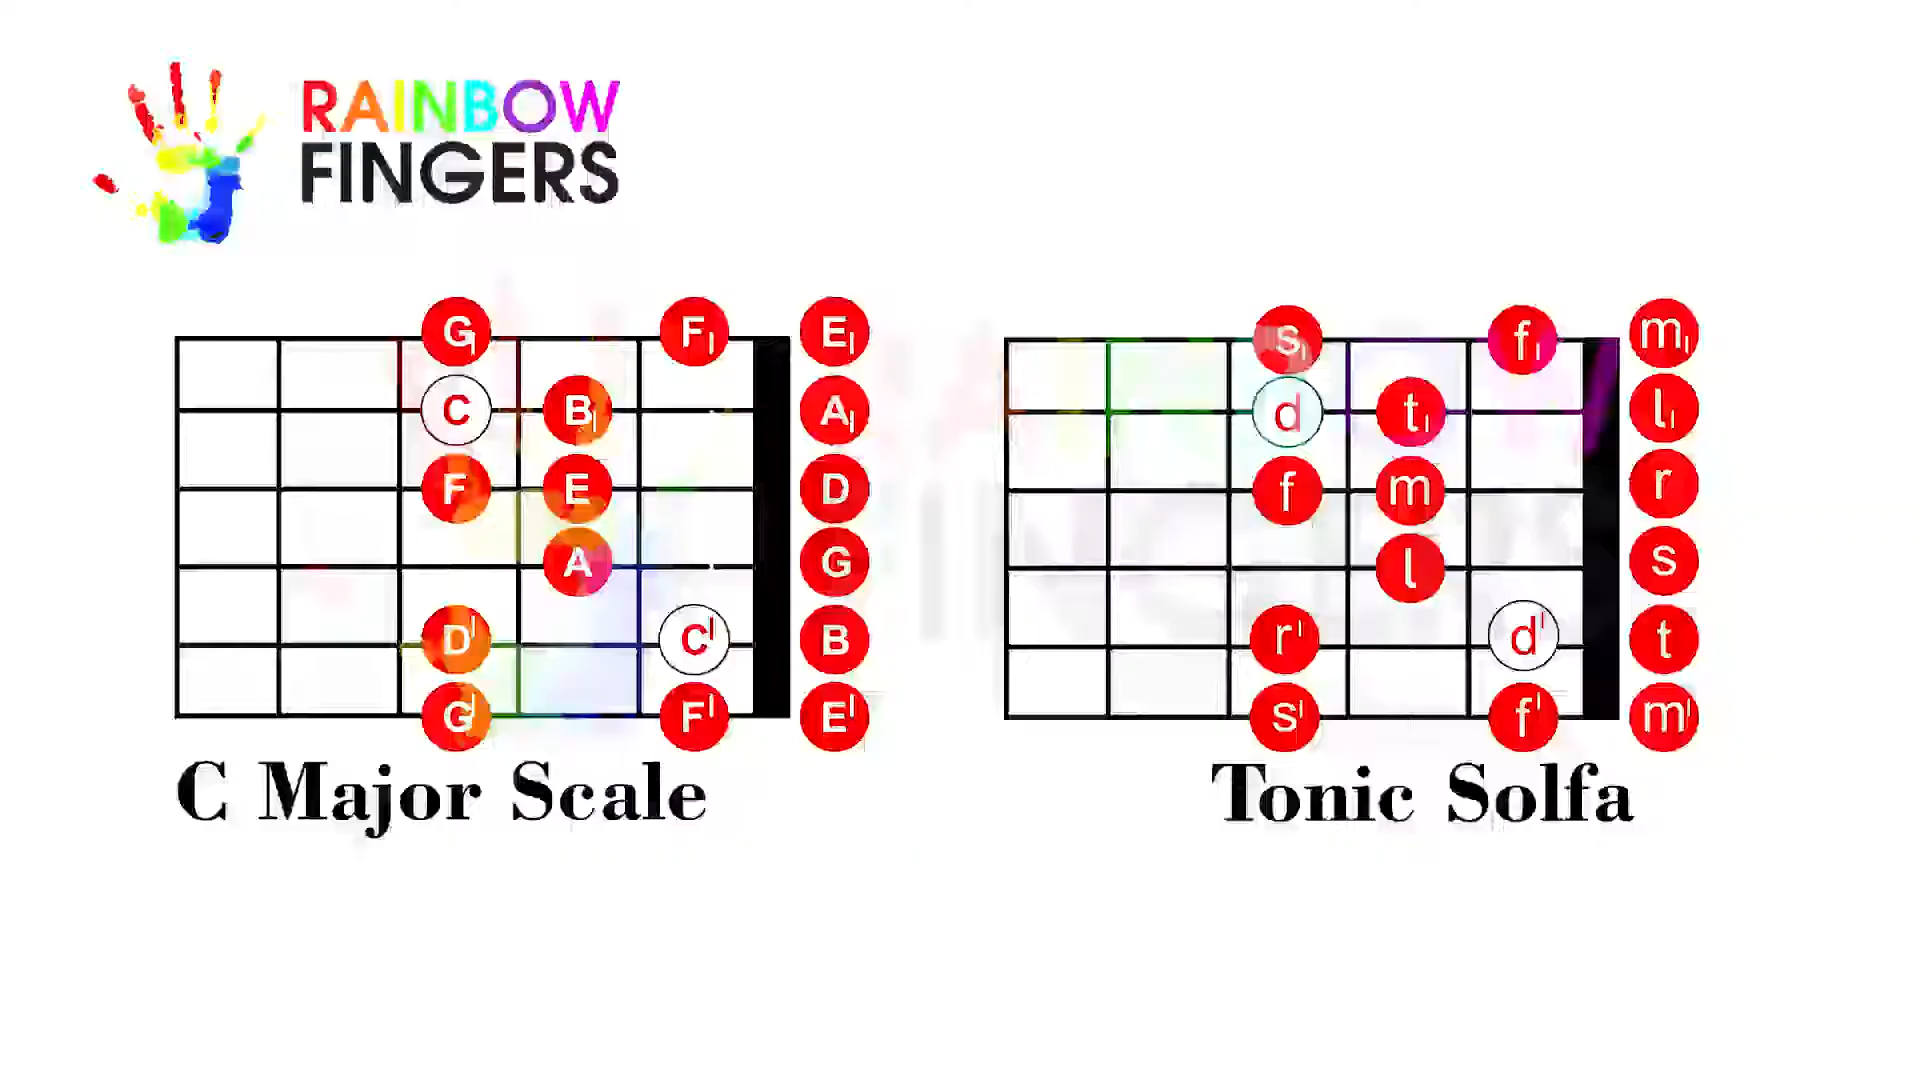 RAINBOW
FINGERS
G| F| E|
C B| A|
F E D
A G
D| C| B
G| F| E|
C Major Scale
s| f| m|
d t| l|
f m r
l s
r| d| t
s| f| m|
Tonic Solfa